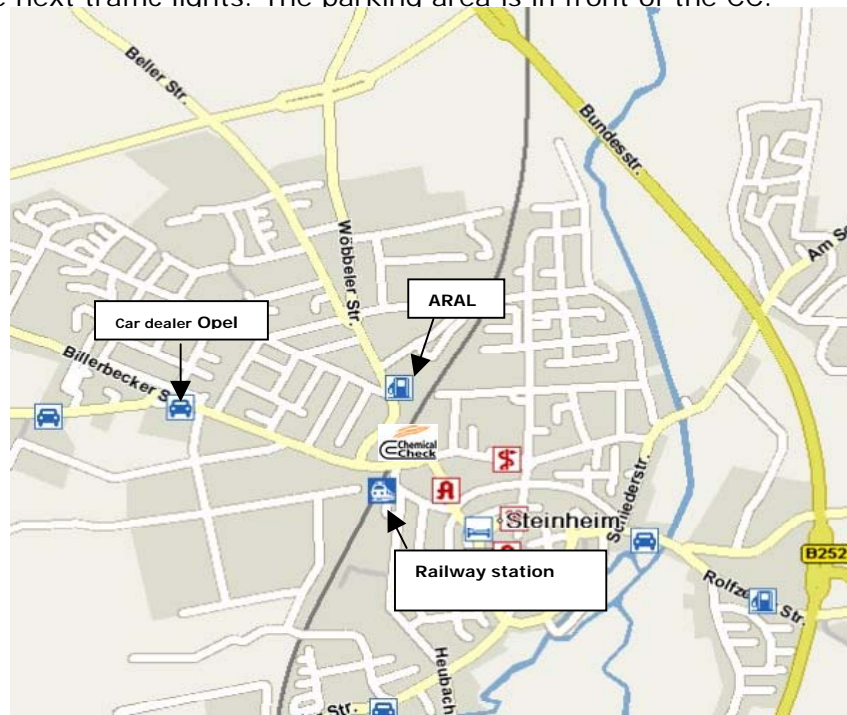 next traffic lights. The parking area is in front of the CC.
Beller Str.
Bundesstr.
Wöbbeler Str.
Am
ARAL
Car dealer Opel
Billerbecker
Chemical
Check
Schiederstr.
Steinheim
B252
Railway station
Str.
Heubach
Str.